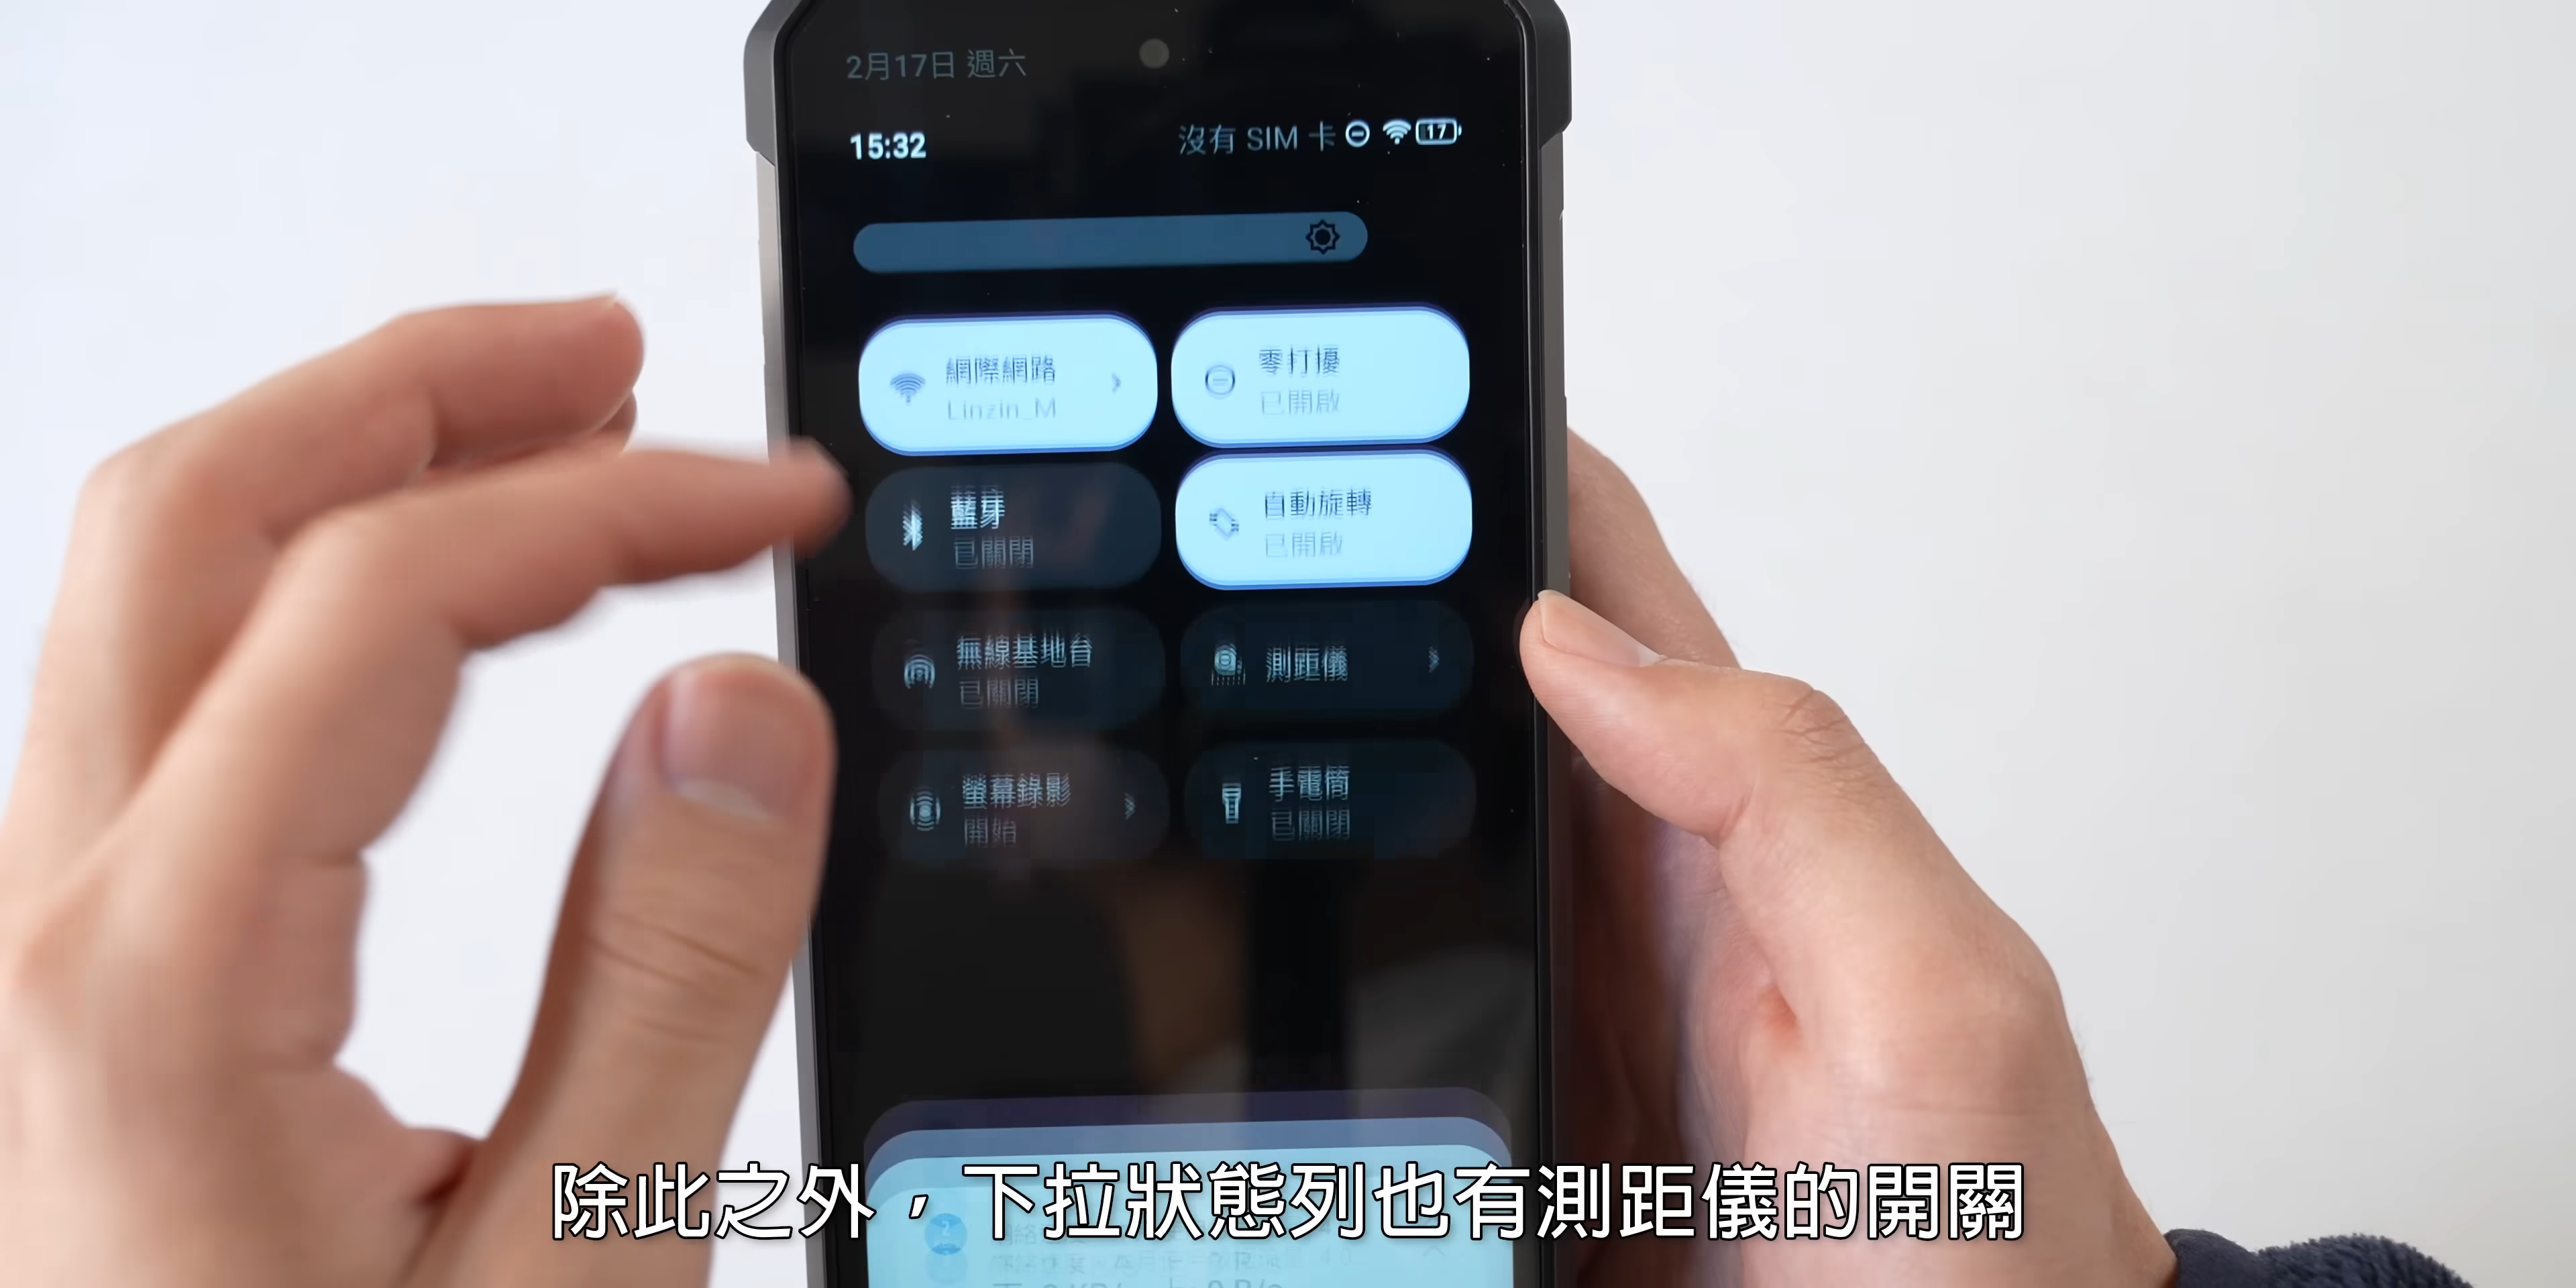 2月17日 週六
15:32
沒有 SIM 卡
17
網際網路
Linzin_M
零打擾
已開啟
藍芽
已關閉
自動旋轉
已開啟
無線基地台
已關閉
測距儀
螢幕錄影
開始
手電筒
已關閉
除此之外，下拉狀態列也有測距儀的開關